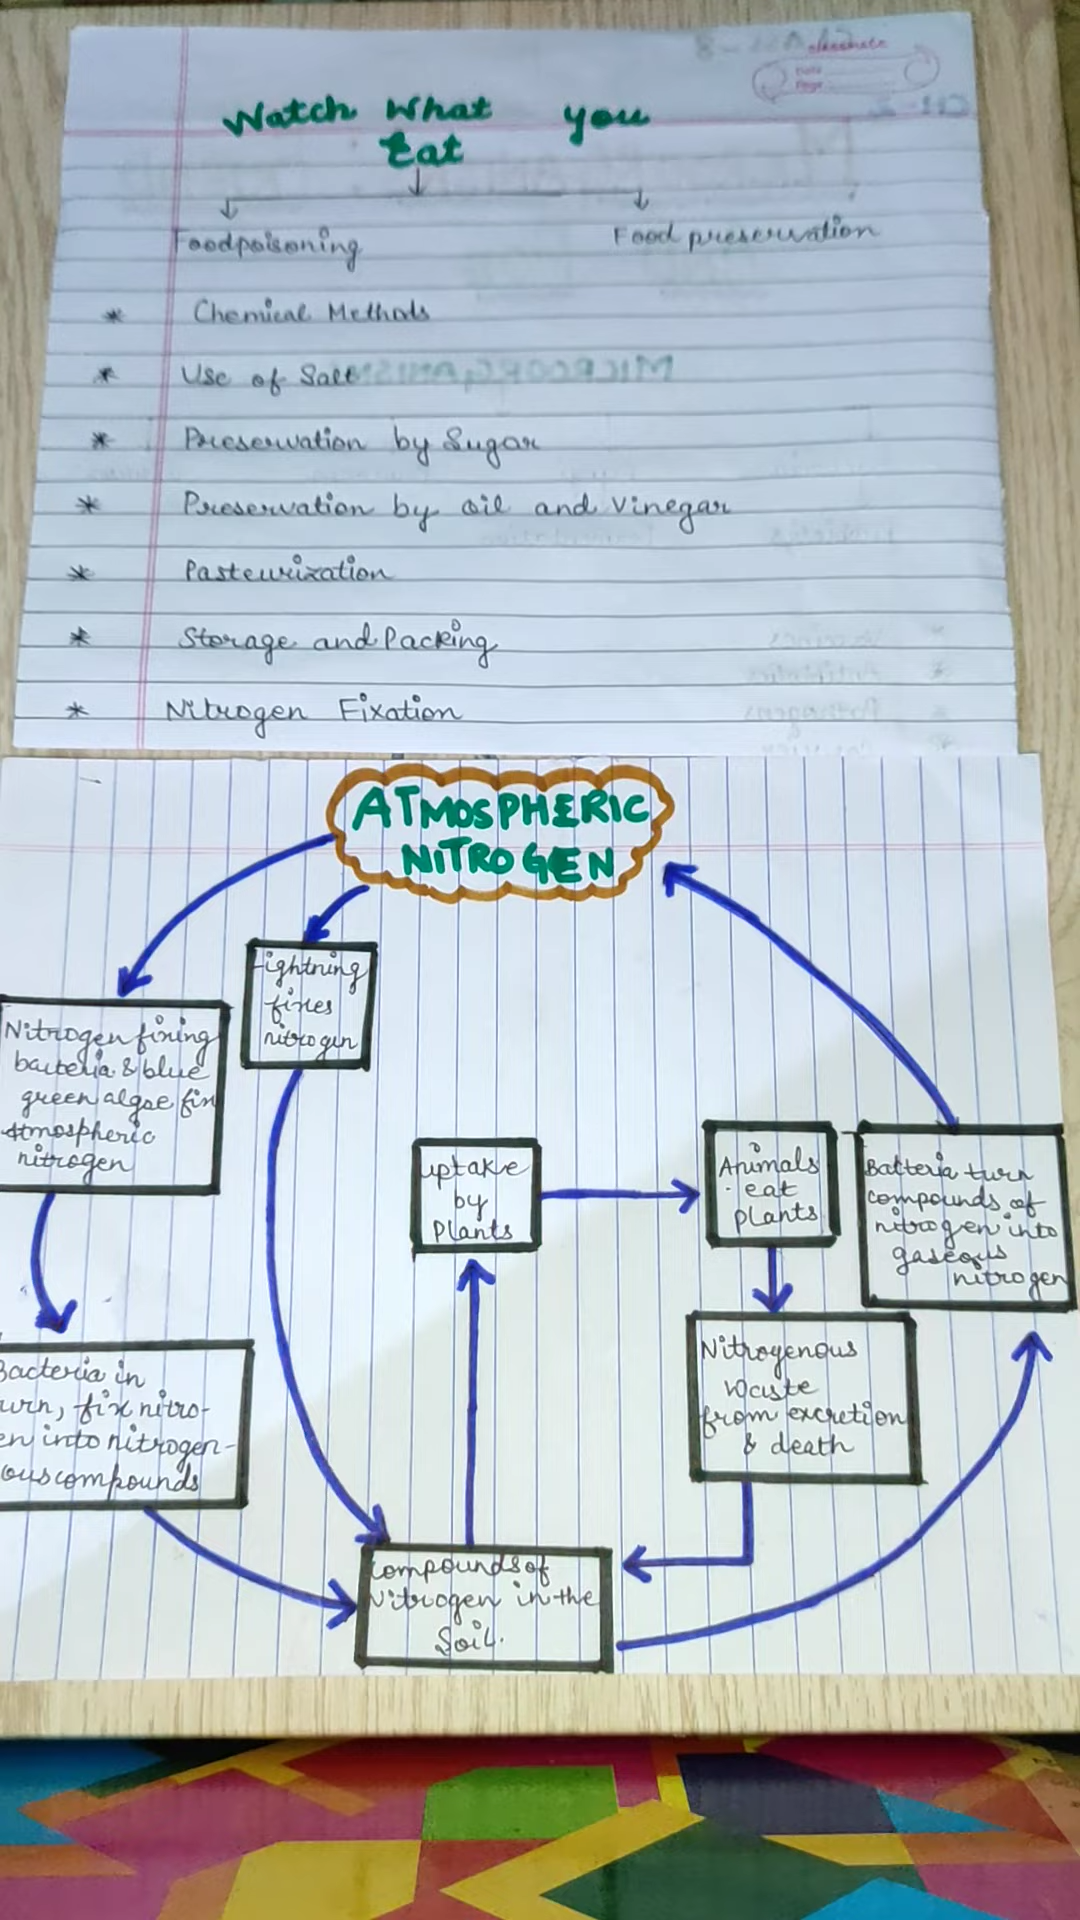 Watch What you
Eat
Foodpoisoning
Food preservation
* Chemical Methods
* Use of Salt
* Preservation by Sugar
* Preservation by oil and Vinegar
* Pasteurization
* Storage and Packing
* Nitrogen Fixation
ATMOSPHERIC
NITROGEN
Lightning
fixes
nitrogen
Nitrogen fixing
bacteria & blue
green algae fix
atmospheric
nitrogen
uptake
by
Plants
Animals
eat
plants
Bacteria turn
compounds of
nitrogen into
gaseous
nitrogen
Bacteria in
urn, fix nitro-
en into nitrogen-
ous compounds
Nitrogenous
waste
from excretion
& death
compounds of
Nitrogen in the
Soil.